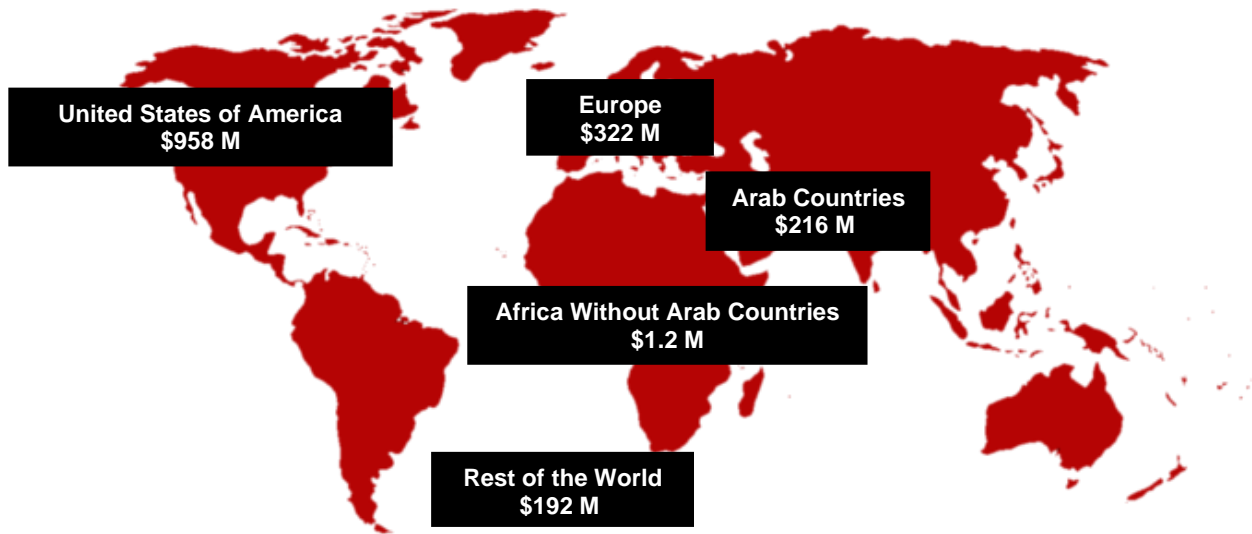 United States of America
$958 M
Europe
$322 M
Arab Countries
$216 M
Africa Without Arab Countries
$1.2 M
Rest of the World
$192 M